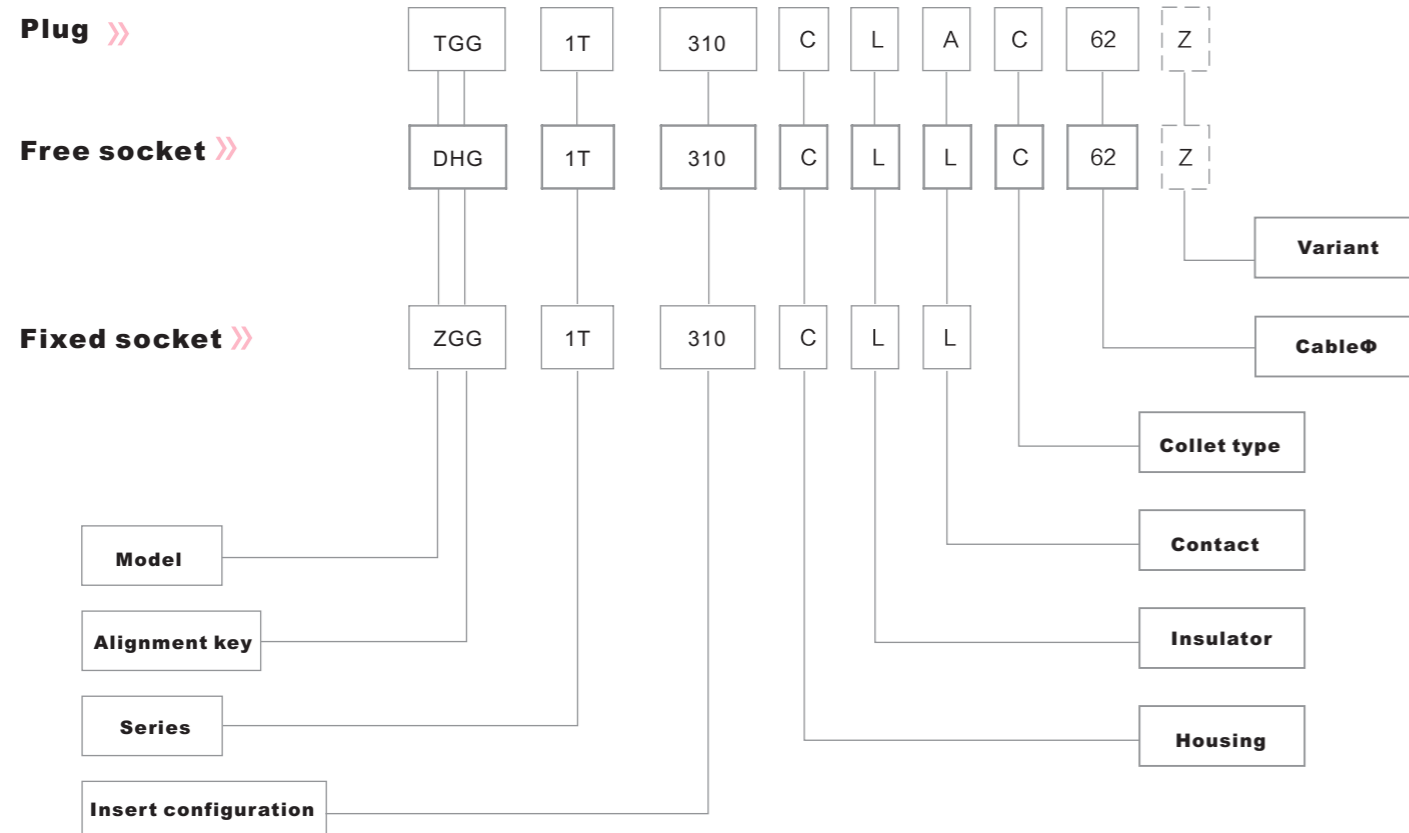 Plug TGG 1T 310 C L A C 62 Z
Free socket DHG 1T 310 C L L C 62 Z
Variant
Fixed socket ZGG 1T 310 C L L
CableΦ
Collet type
Contact
Model
Insulator
Alignment key
Series
Housing
Insert configuration